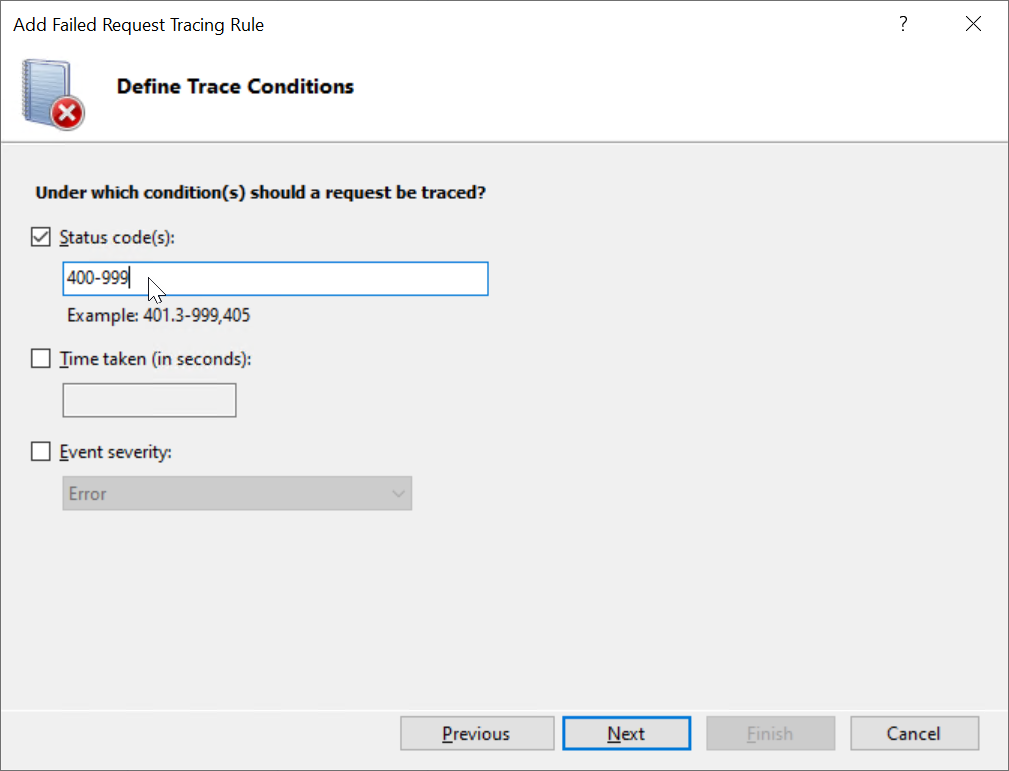 Add Failed Request Tracing Rule ?
Define Trace Conditions
Under which condition(s) should a request be traced?
Status code(s):
400-999
Example: 401.3-999,405
Time taken (in seconds):
Event severity:
Error
Previous Next Finish Cancel